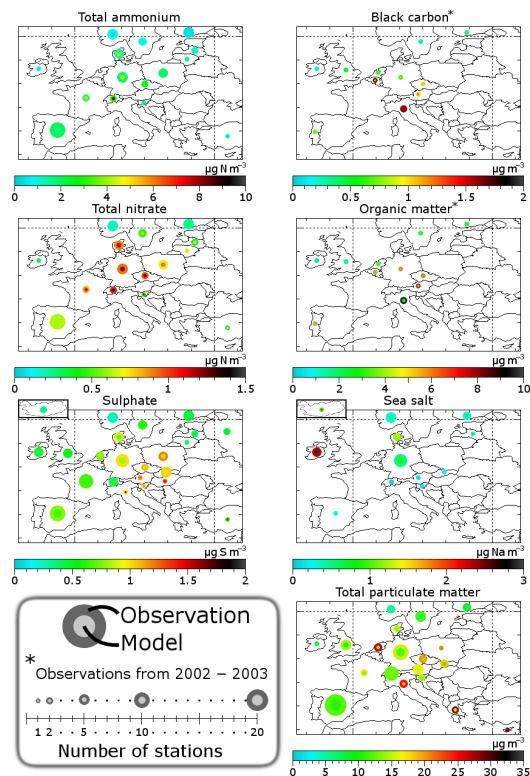 Total ammonium
Black carbon*
µg N m⁻³
0 2 4 6 8 10
µg m⁻³
0 0.5 1 1.5 2
Total nitrate
Organic matter*
µg N m⁻³
0 0.5 1 1.5
µg m⁻³
0 2 4 6 8 10
Sulphate
Sea salt
µg S m⁻³
0 0.5 1 1.5 2
µg Na m⁻³
0 1 2 3
Total particulate matter
µg m⁻³
0 5 10 15 20 25 30 35
Observation
Model
*
Observations from 2002 − 2003
1 2 5 10 20
Number of stations